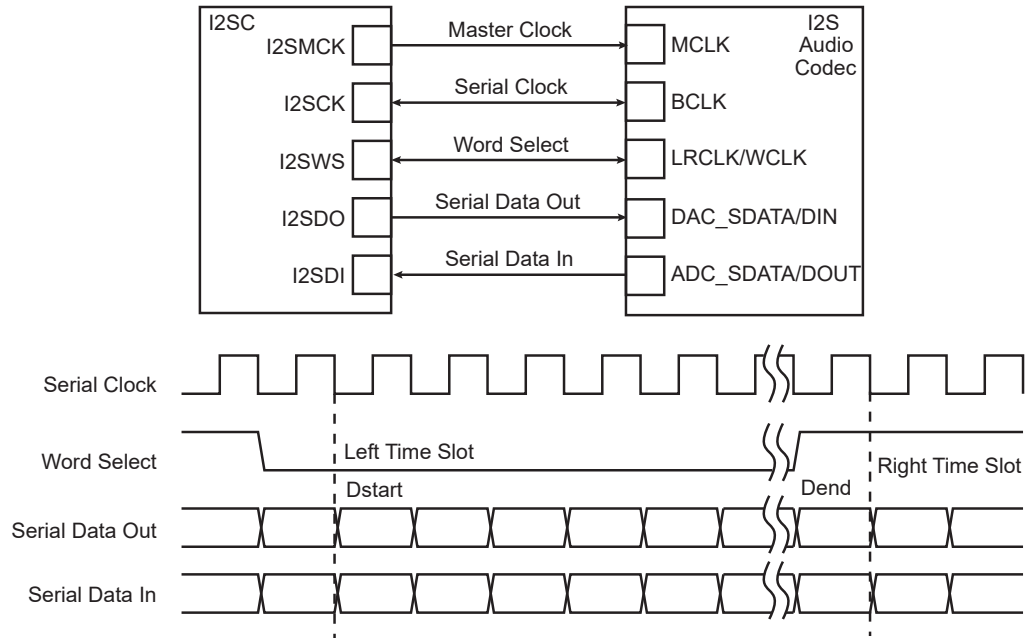 I2SC
I2S
Audio
Codec
I2SMCK
Master Clock
MCLK
I2SCK
Serial Clock
BCLK
I2SWS
Word Select
LRCLK/WCLK
I2SDO
Serial Data Out
DAC_SDATA/DIN
I2SDI
Serial Data In
ADC_SDATA/DOUT
Serial Clock
Word Select
Left Time Slot
Right Time Slot
Dstart
Dend
Serial Data Out
Serial Data In